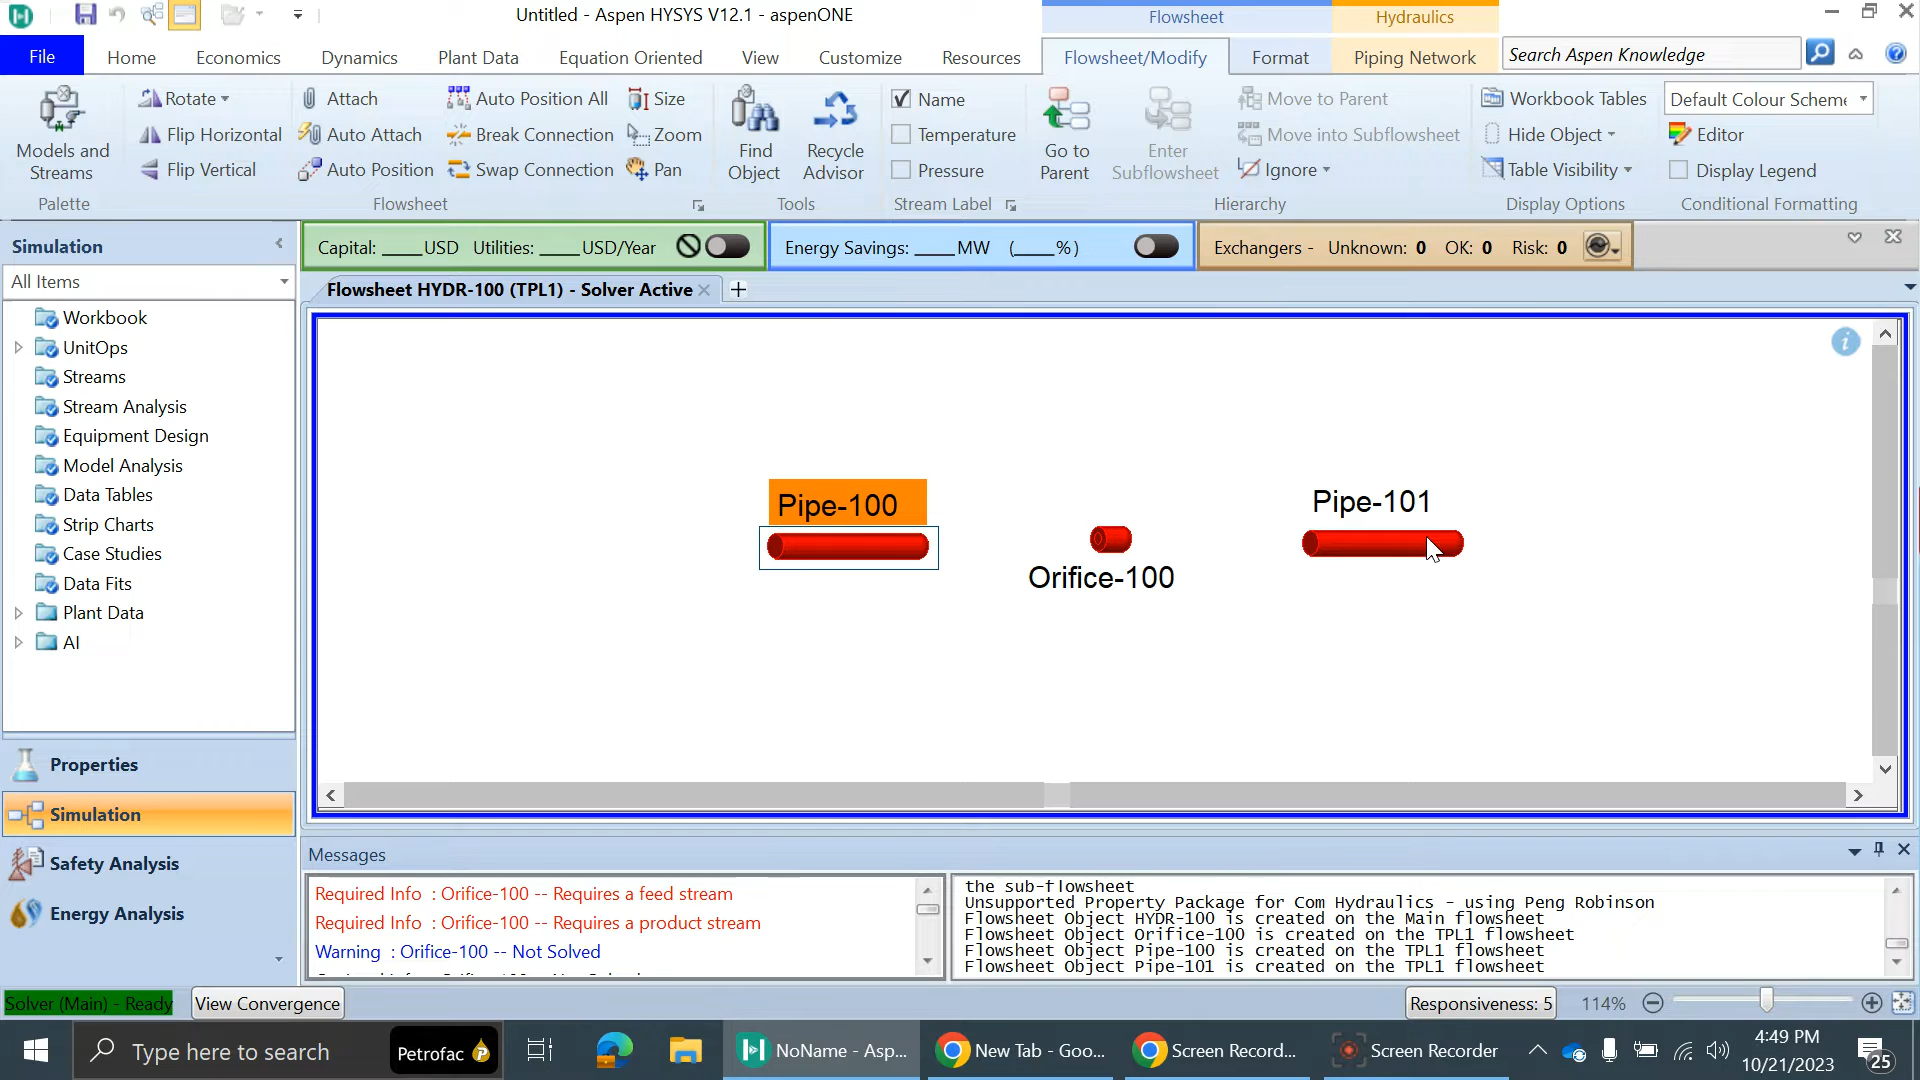 Untitled - Aspen HYSYS V12.1 - aspenONE
Flowsheet
Hydraulics
File
Home
Economics
Dynamics
Plant Data
Equation Oriented
View
Customize
Resources
Flowsheet/Modify
Format
Piping Network
Search Aspen Knowledge
Models and Streams
Palette
Rotate
Flip Horizontal
Flip Vertical
Attach
Auto Attach
Auto Position
Auto Position All
Break Connection
Swap Connection
Size
Zoom
Pan
Flowsheet
Find Object
Recycle Advisor
Tools
Name
Temperature
Pressure
Stream Label
Go to Parent
Enter Subflowsheet
Move to Parent
Move into Subflowsheet
Ignore
Hierarchy
Workbook Tables
Hide Object
Table Visibility
Display Options
Default Colour Scheme
Editor
Display Legend
Conditional Formatting
Simulation
All Items
Workbook
UnitOps
Streams
Stream Analysis
Equipment Design
Model Analysis
Data Tables
Strip Charts
Case Studies
Data Fits
Plant Data
AI
Properties
Simulation
Safety Analysis
Energy Analysis
Capital: ____USD Utilities: ____USD/Year
Energy Savings: ____MW (____%)
Exchangers - Unknown: 0 OK: 0 Risk: 0
Flowsheet HYDR-100 (TPL1) - Solver Active
Pipe-100
Orifice-100
Pipe-101
Messages
Required Info : Orifice-100 -- Requires a feed stream
Required Info : Orifice-100 -- Requires a product stream
Warning : Orifice-100 -- Not Solved
the sub-flowsheet
Unsupported Property Package for Com Hydraulics - using Peng Robinson
Flowsheet Object HYDR-100 is created on the Main flowsheet
Flowsheet Object Orifice-100 is created on the TPL1 flowsheet
Flowsheet Object Pipe-100 is created on the TPL1 flowsheet
Flowsheet Object Pipe-101 is created on the TPL1 flowsheet
Solver (Main) - Ready
View Convergence
Responsiveness: 5
114%
Type here to search
Petrofac
NoName - Asp...
New Tab - Goo...
Screen Record...
Screen Recorder
4:49 PM
10/21/2023
25